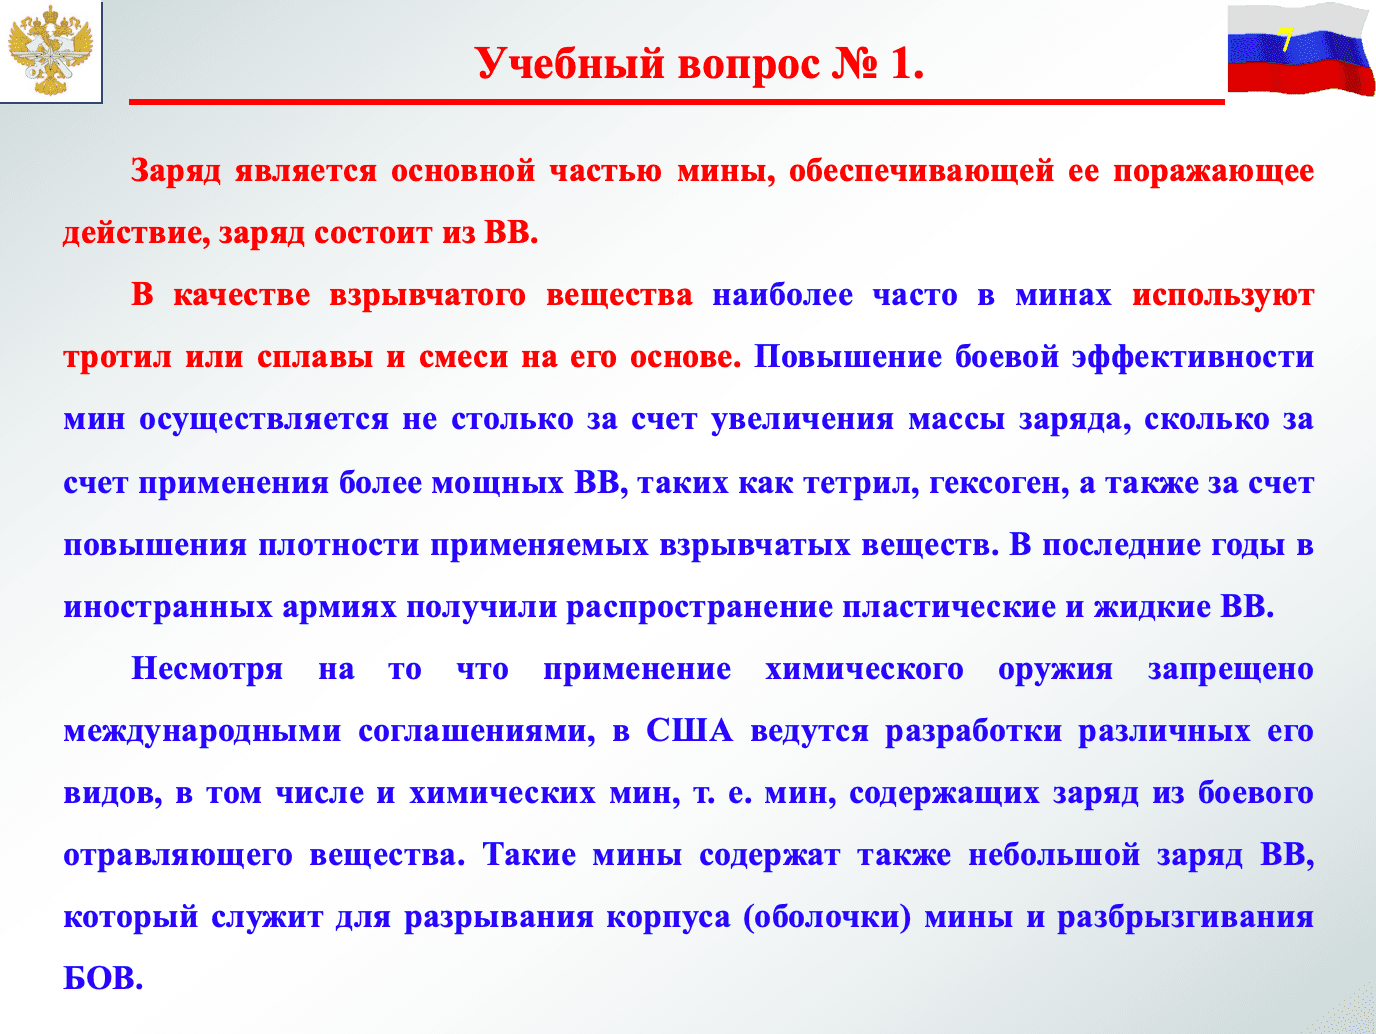 Учебный вопрос № 1.
7
Заряд является основной частью мины, обеспечивающей ее поражающее
действие, заряд состоит из ВВ.
В качестве взрывчатого вещества наиболее часто в минах используют
тротил или сплавы и смеси на его основе. Повышение боевой эффективности
мин осуществляется не столько за счет увеличения массы заряда, сколько за
счет применения более мощных ВВ, таких как тетрил, гексоген, а также за счет
повышения плотности применяемых взрывчатых веществ. В последние годы в
иностранных армиях получили распространение пластические и жидкие ВВ.
Несмотря на то что применение химического оружия запрещено
международными соглашениями, в США ведутся разработки различных его
видов, в том числе и химических мин, т. е. мин, содержащих заряд из боевого
отравляющего вещества. Такие мины содержат также небольшой заряд ВВ,
который служит для разрывания корпуса (оболочки) мины и разбрызгивания
БОВ.